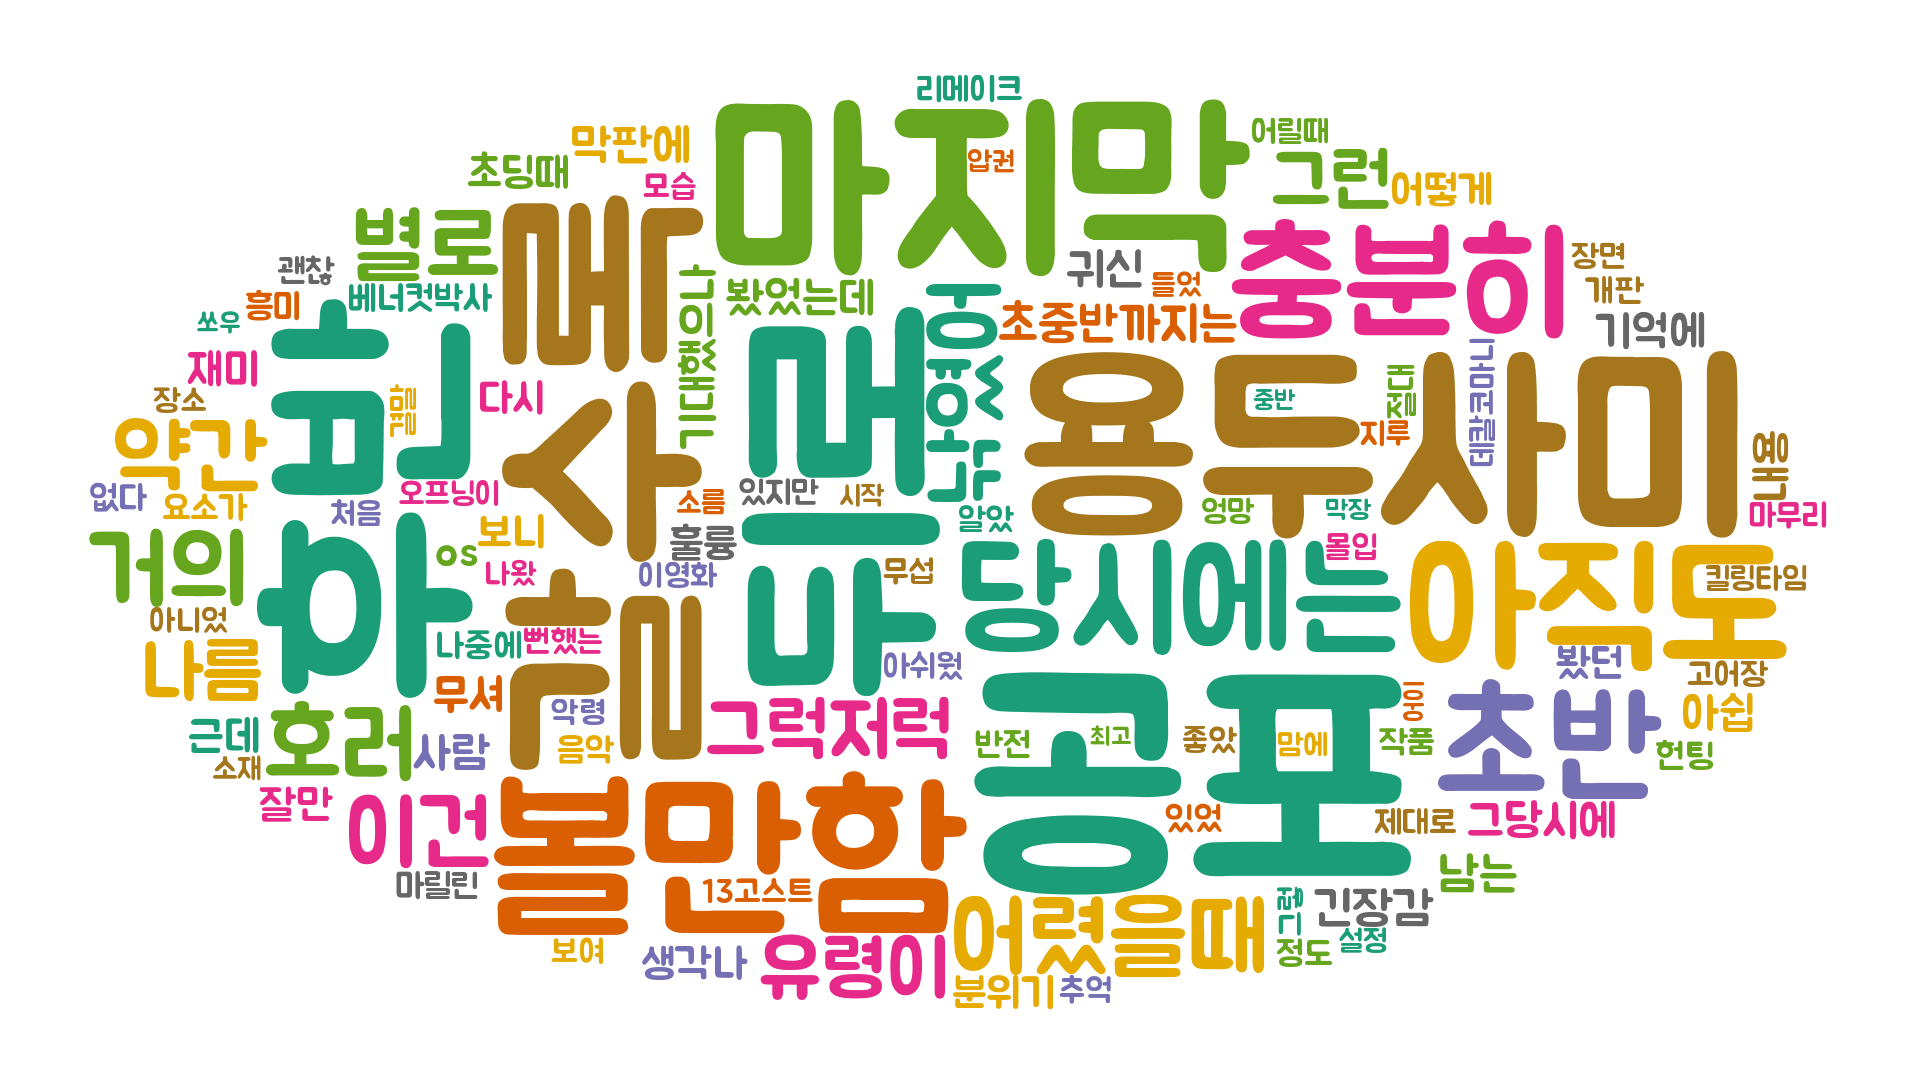 리메이크
마지막
압권
어릴때
막판에
초딩때
모습
그런
어떻게
별로
충분히
귀신
들었
장면
괜찮
개판
봤었는데
베너컷박사
흥미
초중반까지는
쏘우
기억에
재미
용두사미
다시
장소
중반
절대
지루
데칼코마니
약간
없다
요소가
오프닝이
처음
소름
있지만
시작
알았
엉망
막장
마무리
보니
훌륭
몰입
거의
os
나왔
이영화
무섭
당시에는
아직도
킬링타임
아니었
나중에
뻔했는
나름
아쉬웠
봤던
고어장
무셔
악령
초반
아쉽
공포
근데
호러
사람
음악
그럭저럭
반전
최고
좋았
맘에
작품
헌팅
소재
잘만
이건
볼만함
있었
제대로
그당시에
마릴린
13고스트
남는
어렸을때
긴장감
보여
생각나
유령이
정도
설정
분위기
추억